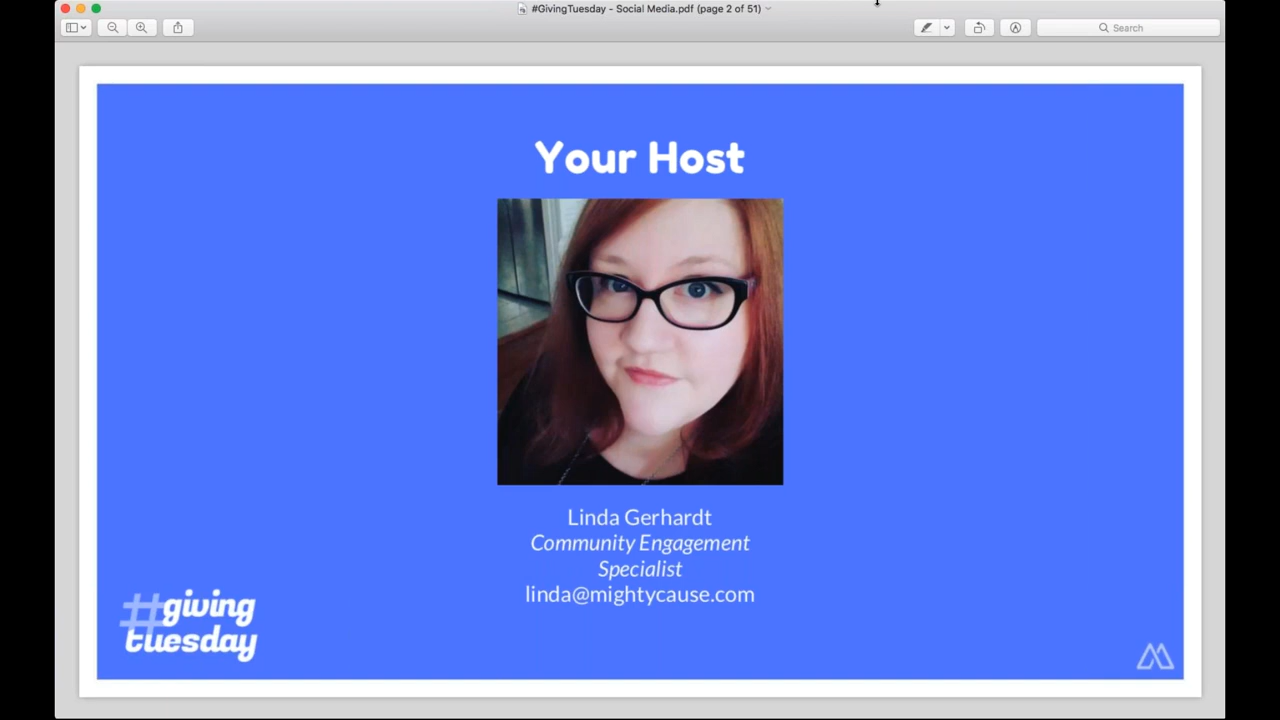 #GivingTuesday - Social Media.pdf (page 2 of 51)
Search
Your Host
Linda Gerhardt
Community Engagement
Specialist
linda@mightycause.com
#giving
tuesday